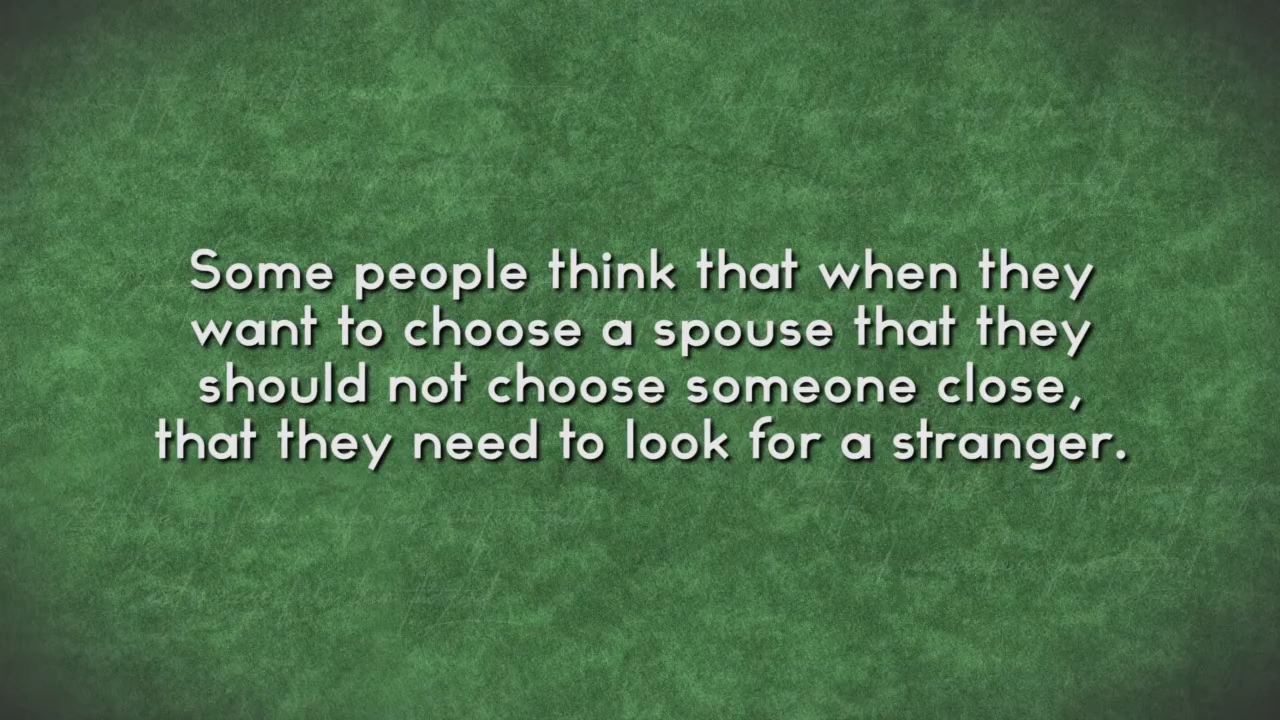 Some people think that when they
want to choose a spouse that they
should not choose someone close,
that they need to look for a stranger.